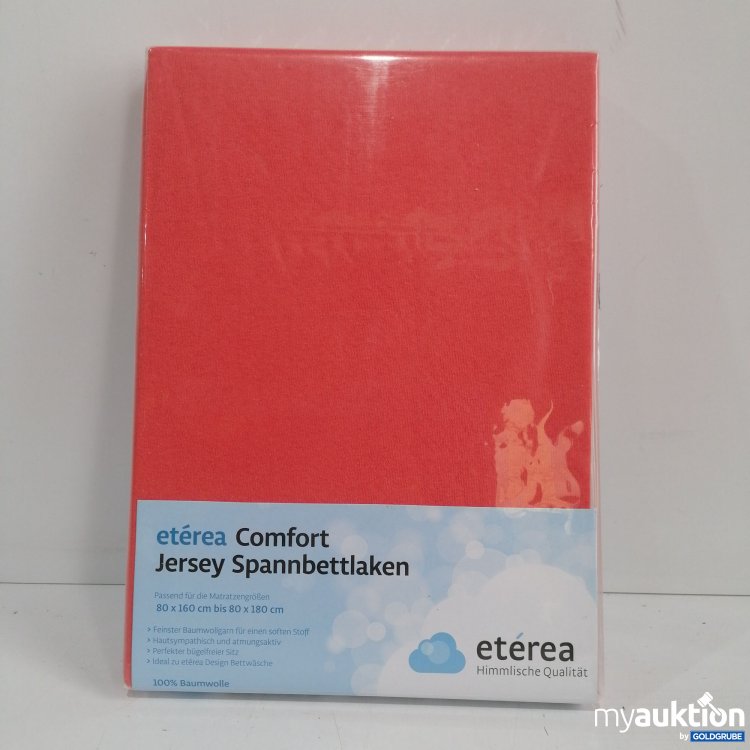 etérea Comfort
Jersey Spannbettlaken
Passend für die Matratzengrößen
80 x 160 cm bis 80 x 180 cm
› Feinster Baumwollgarn für einen soften Stoff
› Hautsympathisch und atmungsaktiv
› Perfekter bügelfreier Sitz
› Ideal zu etérea Design Bettwäsche
100% Baumwolle
etérea
Himmlische Qualität
myauktion
by GOLDGRUBE